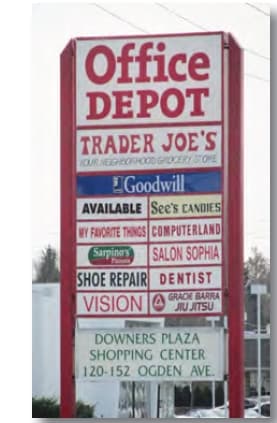 Office
DEPOT
TRADER JOE'S
YOUR NEIGHBORHOOD GROCERY STORE
Goodwill
AVAILABLE
SEE'S CANDIES
MY FAVORITE THINGS
COMPUTERLAND
Sarpino's
Pizzeria
SALON SOPHIA
SHOE REPAIR
DENTIST
VISION
GRACIE BARRA
JIU JITSU
DOWNERS PLAZA
SHOPPING CENTER
120-152 OGDEN AVE.